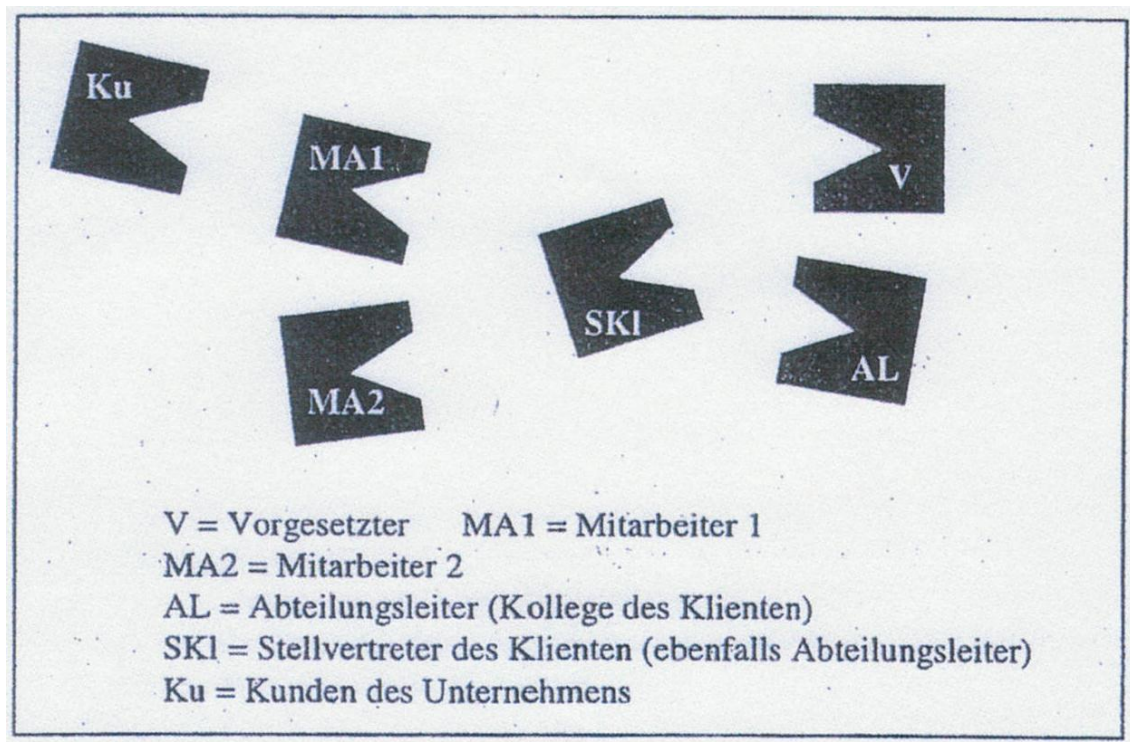 Ku
MA1
V
SKl
MA2
AL
V = Vorgesetzter MA1 = Mitarbeiter 1
MA2 = Mitarbeiter 2
AL = Abteilungsleiter (Kollege des Klienten)
SKl = Stellvertreter des Klienten (ebenfalls Abteilungsleiter)
Ku = Kunden des Unternehmens